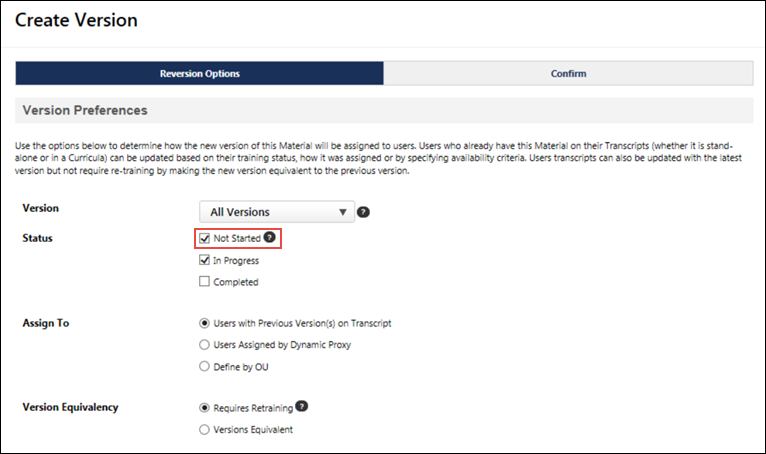 Create Version
Reversion Options Confirm
Version Preferences
Use the options below to determine how the new version of this Material will be assigned to users. Users who already have this Material on their Transcripts (whether it is stand-
alone or in a Curricula) can be updated based on their training status, how it was assigned or by specifying availability criteria. Users transcripts can also be updated with the latest
version but not require re-training by making the new version equivalent to the previous version.
Version All Versions ?
Status Not Started ?
In Progress
Completed
Assign To Users with Previous Version(s) on Transcript
Users Assigned by Dynamic Proxy
Define by OU
Version Equivalency Requires Retraining ?
Versions Equivalent